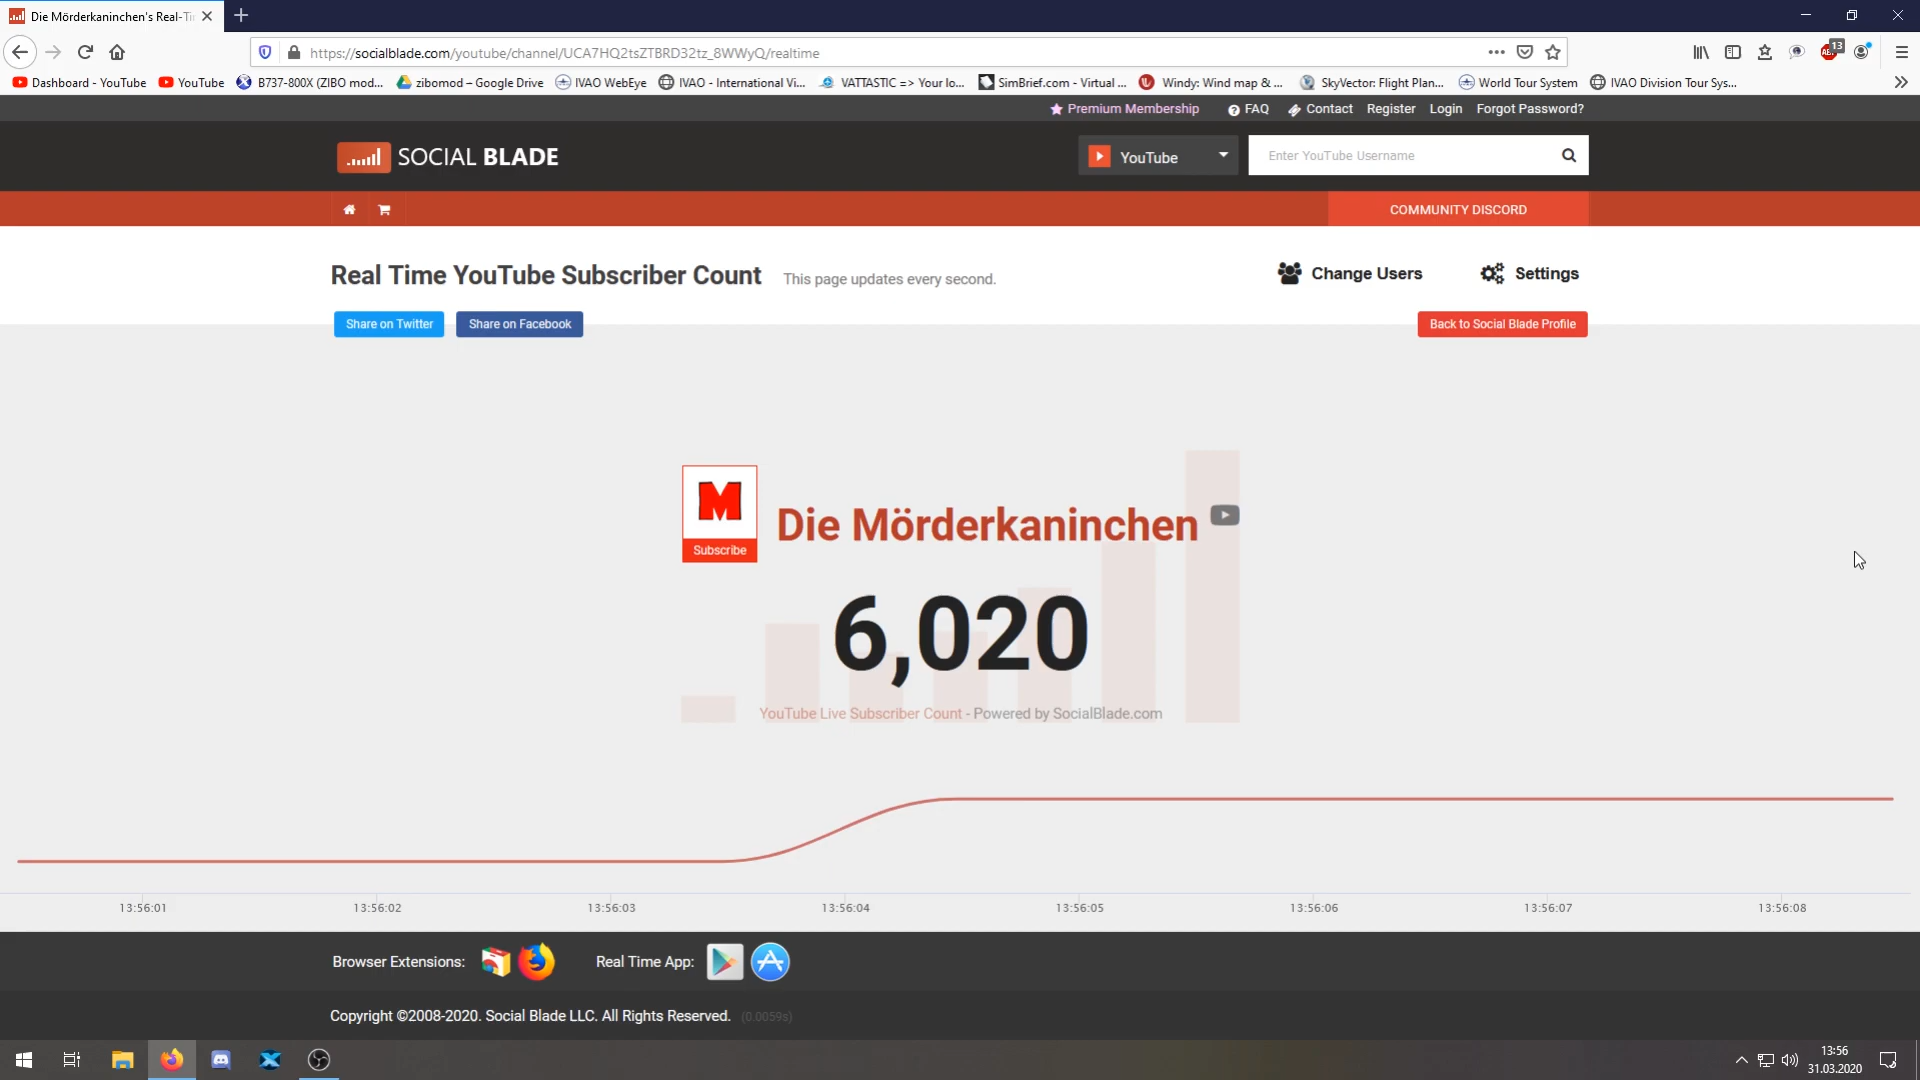 Die Mörderkaninchen's Real-Ti
https://socialblade.com/youtube/channel/UCA7HQ2tsZTBRD32tz_8WWyQ/realtime
13
Dashboard - YouTube YouTube B737-800X (ZIBO mod... zibomod – Google Drive IVAO WebEye IVAO - International Vi... VATTASTIC => Your lo... SimBrief.com - Virtual ... Windy: Wind map & ... SkyVector: Flight Plan... World Tour System IVAO Division Tour Sys...
Premium Membership FAQ Contact Register Login Forgot Password?
SOCIAL BLADE
YouTube
Enter YouTube Username
COMMUNITY DISCORD
Real Time YouTube Subscriber Count This page updates every second.
Change Users Settings
Share on Twitter Share on Facebook
Back to Social Blade Profile
M
Subscribe
Die Mörderkaninchen
6,020
YouTube Live Subscriber Count - Powered by SocialBlade.com
13:56:01 13:56:02 13:56:03 13:56:04 13:56:05 13:56:06 13:56:07 13:56:08
Browser Extensions: Real Time App:
Copyright ©2008-2020. Social Blade LLC. All Rights Reserved. (0.0059s)
13:56
31.03.2020